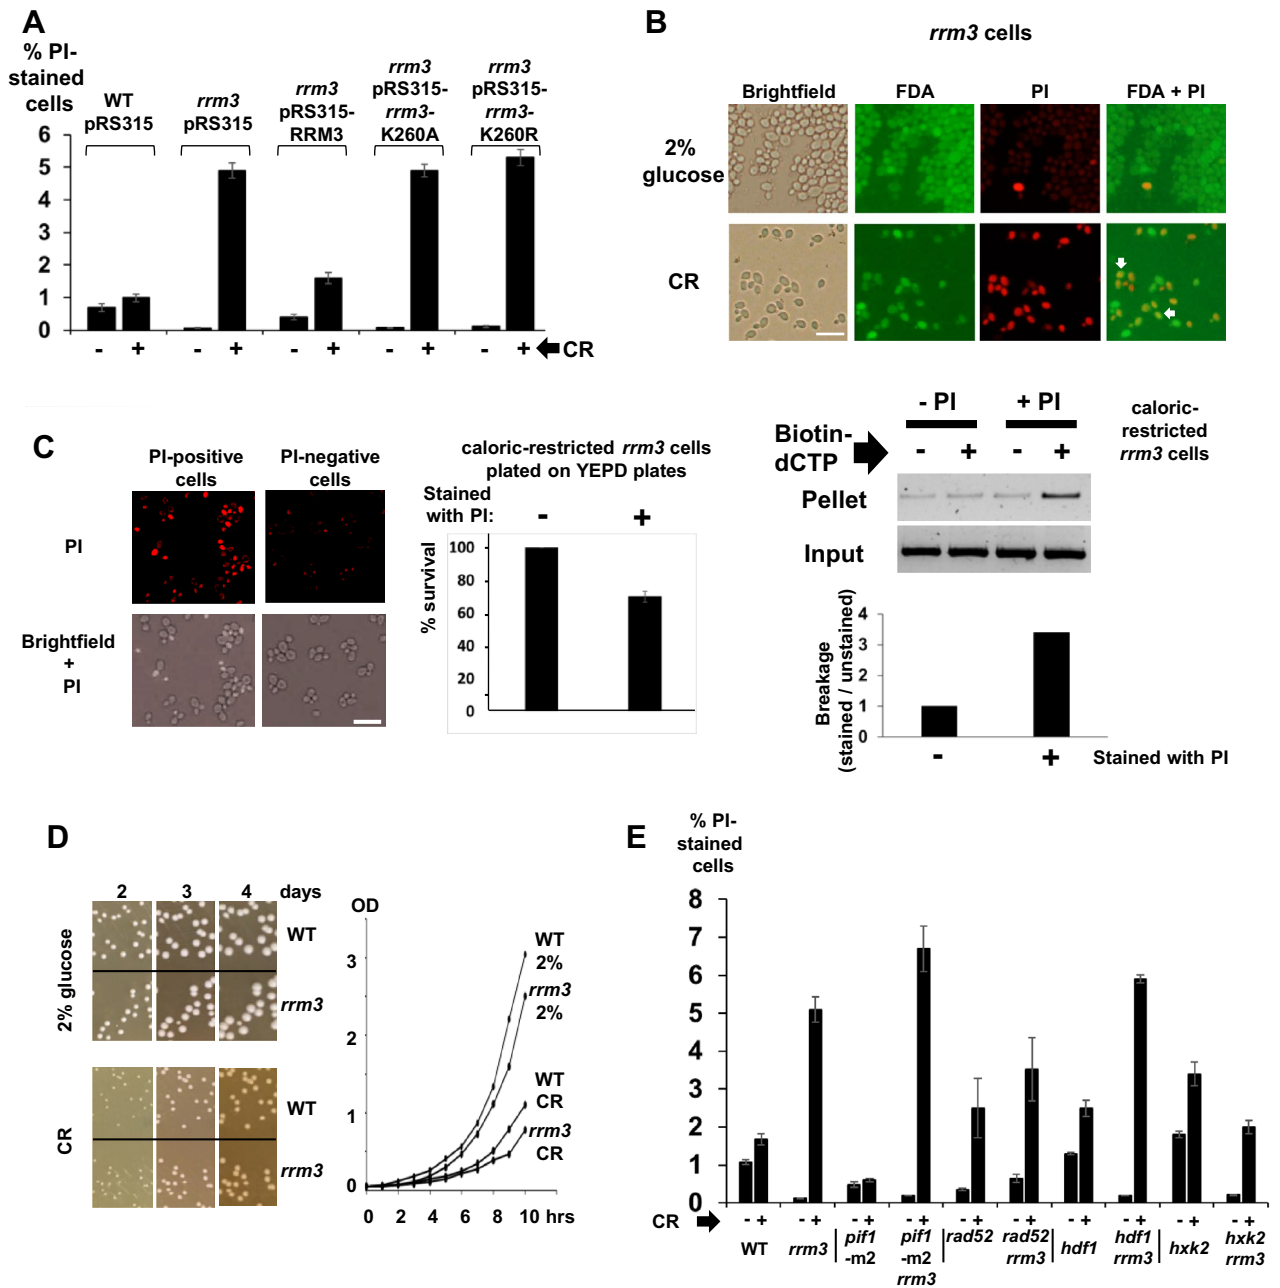 A
% PI-
stained
cells
WT
pRS315
rrm3
pRS315
rrm3
pRS315-
RRM3
rrm3
pRS315-
rrm3-
K260A
rrm3
pRS315-
rrm3-
K260R
6
5
4
3
2
1
0
- + - + - + - + - + CR
B
rrm3 cells
Brightfield FDA PI FDA + PI
2%
glucose
CR
C
PI-positive
cells
PI-negative
cells
PI
Brightfield
+
PI
caloric-restricted rrm3 cells
plated on YEPD plates
Stained
with PI:
- +
% survival
100
80
60
40
20
0
- PI + PI
caloric-
restricted
rrm3 cells
Biotin-
dCTP
- + - +
Pellet
Input
Breakage
(stained / unstained)
4
3
2
1
0
- + Stained with PI
D
2 3 4 days
2% glucose
WT
rrm3
CR
WT
rrm3
OD
3
2
1
0
WT
2%
rrm3
2%
WT
CR
rrm3
CR
0 2 4 6 8 10 hrs
E
% PI-
stained
cells
8
7
6
5
4
3
2
1
0
CR - + - + - + - + - + - + - + - + - + - +
WT
rrm3
pif1
-m2
pif1
-m2
rrm3
rad52
rad52
rrm3
hdf1
hdf1
rrm3
hxk2
hxk2
rrm3